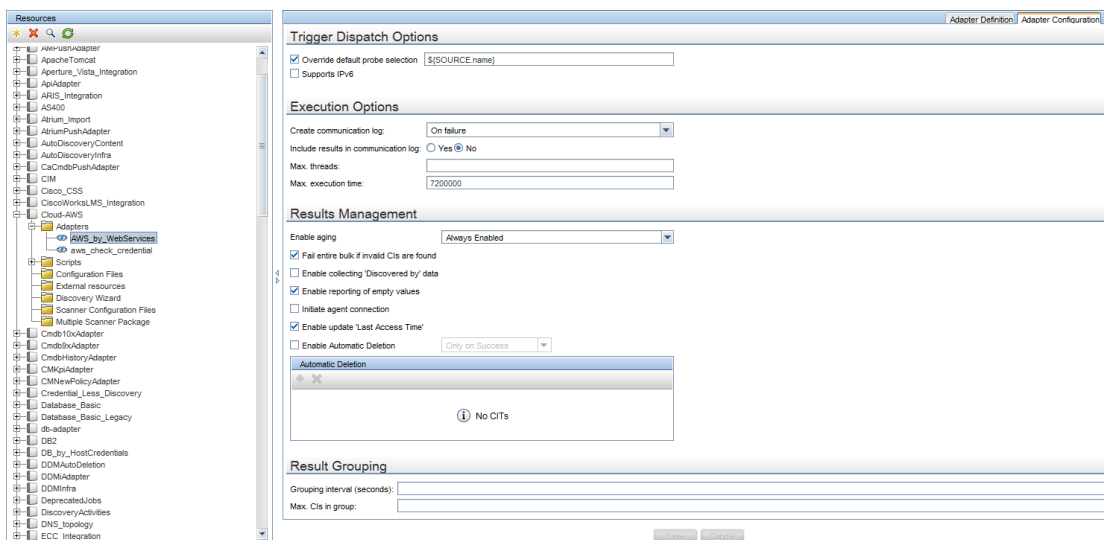 Resources
AMPushAdapter
ApacheTomcat
Aperture_Vista_Integration
ApiAdapter
ARIS_Integration
AS400
Atrium_Import
AtriumPushAdapter
AutoDiscoveryContent
AutoDiscoveryInfra
CaCmdbPushAdapter
CIM
Cisco_CSS
CiscoWorksLMS_Integration
Cloud-AWS
Adapters
AWS_by_WebServices
aws_check_credential
Scripts
Configuration Files
External resources
Discovery Wizard
Scanner Configuration Files
Multiple Scanner Package
Cmdb10xAdapter
Cmdb9xAdapter
CmdbHistoryAdapter
CMKpiAdapter
CMNewPolicyAdapter
Credential_Less_Discovery
Database_Basic
Database_Basic_Legacy
db-adapter
DB2
DB_by_HostCredentials
DDMAutoDeletion
DDMiAdapter
DDMInfra
DeprecatedJobs
DiscoveryActivities
DNS_topology
ECC_Integration
Adapter Definition Adapter Configuration
Trigger Dispatch Options
Override default probe selection ${SOURCE.name}
Supports IPv6
Execution Options
Create communication log: On failure
Include results in communication log: Yes No
Max. threads:
Max. execution time: 7200000
Results Management
Enable aging Always Enabled
Fail entire bulk if invalid CIs are found
Enable collecting 'Discovered by' data
Enable reporting of empty values
Initiate agent connection
Enable update 'Last Access Time'
Enable Automatic Deletion Only on Success
Automatic Deletion
No CITs
Result Grouping
Grouping interval (seconds):
Max. CIs in group:
Save Cancel